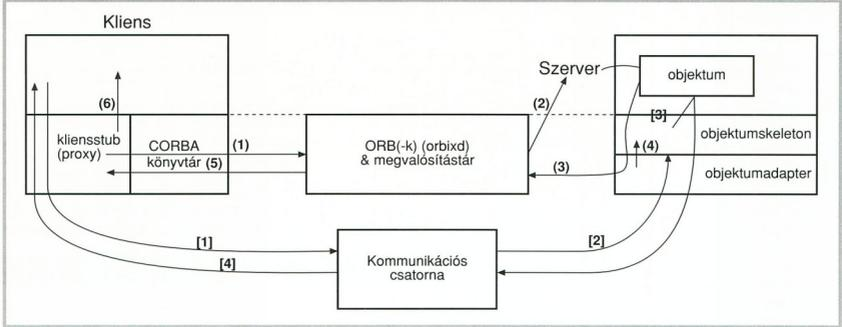 Kliens
Szerver
objektum
(6)
(2)
[3]
kliensstub
(proxy)
CORBA
könyvtár (5)
(1)
ORB(-k) (orbixd)
& megvalósítástár
(3)
(4)
objektumskeleton
objektumadapter
[1]
[4]
Kommunikációs
csatorna
[2]